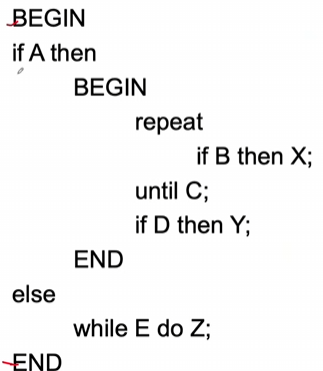 BEGIN
if A then
BEGIN
repeat
if B then X;
until C;
if D then Y;
END
else
while E do Z;
END